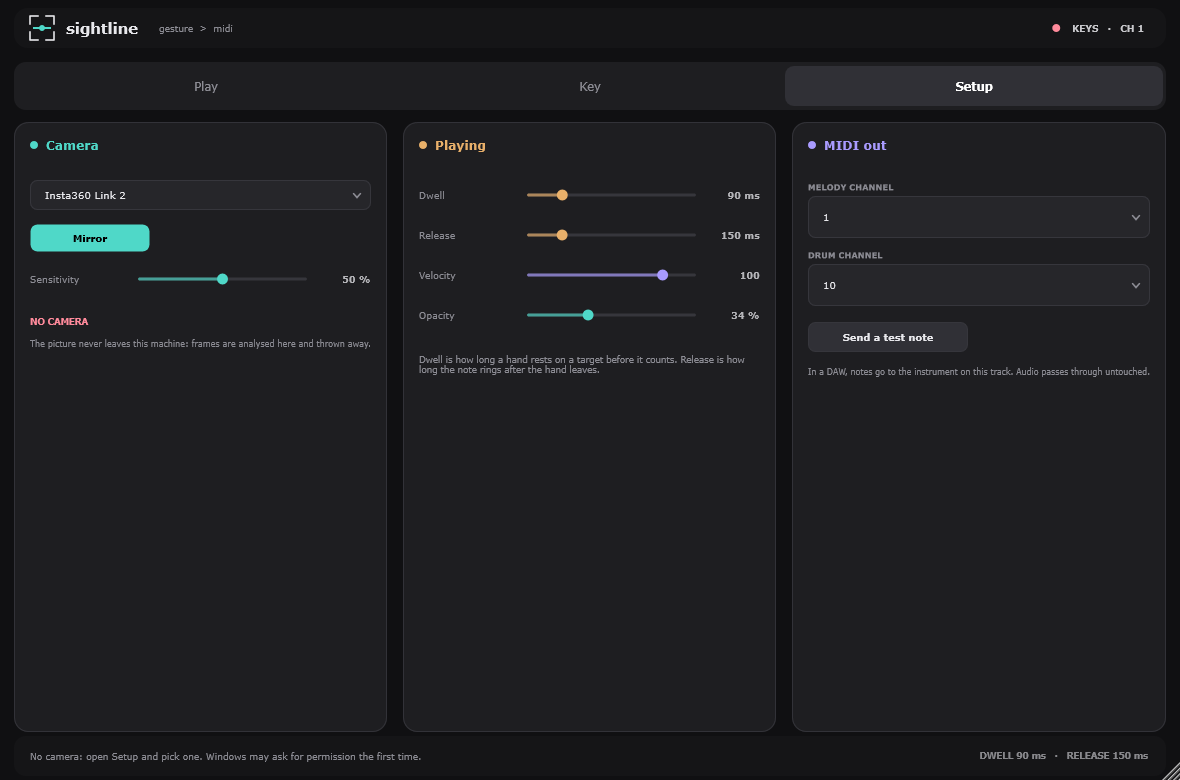 sightline
gesture > midi
KEYS · CH 1
Play
Key
Setup
Camera
Insta360 Link 2
Mirror
Sensitivity
50 %
NO CAMERA
The picture never leaves this machine: frames are analysed here and thrown away.
Playing
Dwell
90 ms
Release
150 ms
Velocity
100
Opacity
34 %
Dwell is how long a hand rests on a target before it counts. Release is how
long the note rings after the hand leaves.
MIDI out
MELODY CHANNEL
1
DRUM CHANNEL
10
Send a test note
In a DAW, notes go to the instrument on this track. Audio passes through untouched.
No camera: open Setup and pick one. Windows may ask for permission the first time.
DWELL 90 ms · RELEASE 150 ms